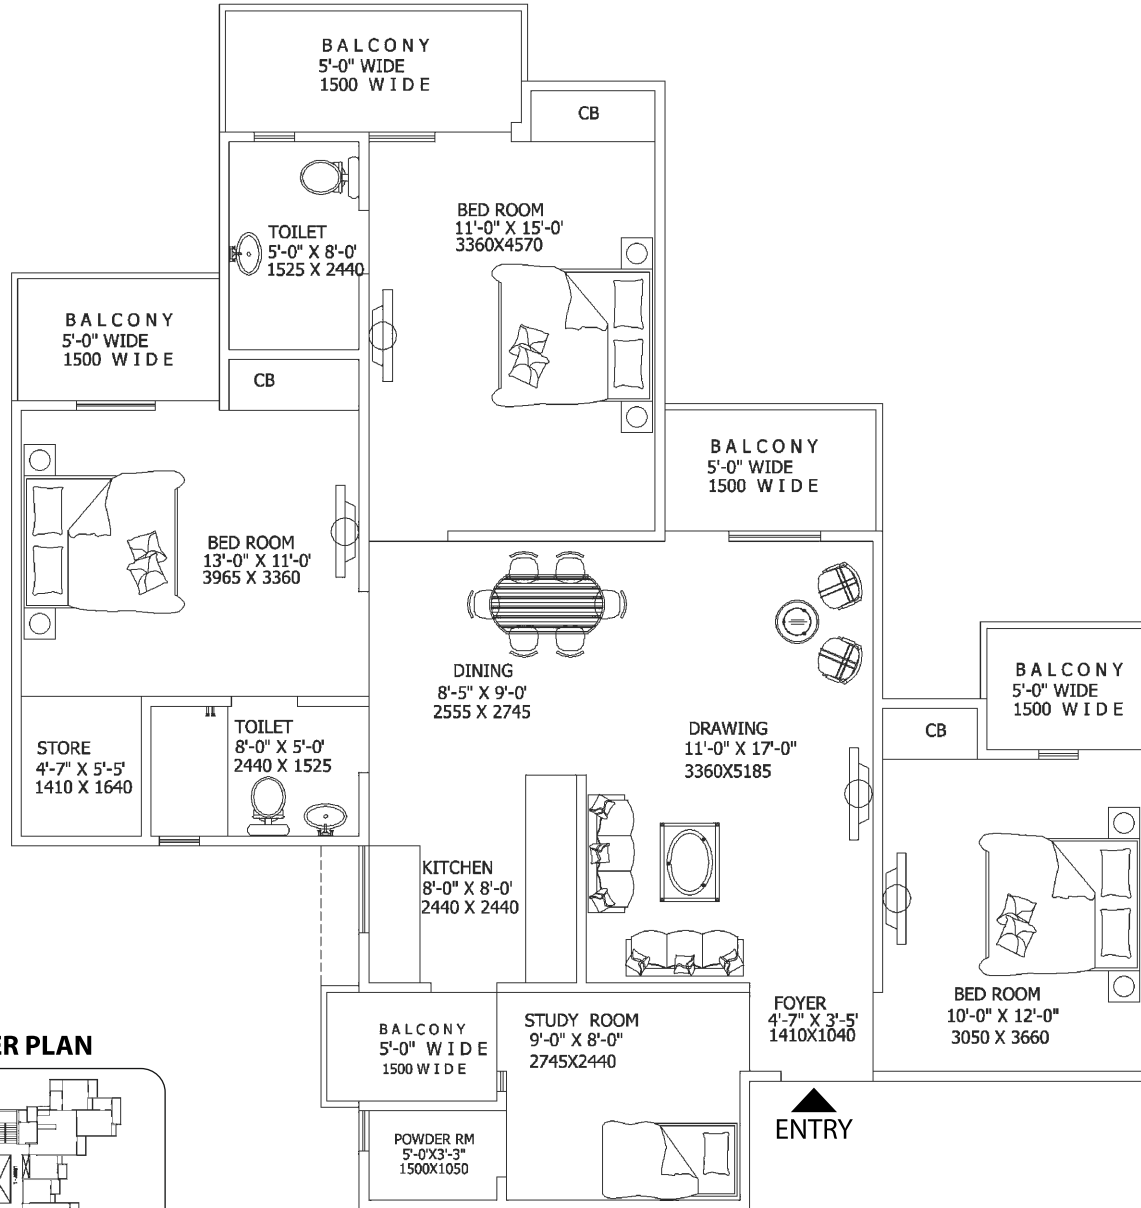 BALCONY
5'-0" WIDE
1500 WIDE
CB
BED ROOM
11'-0" X 15'-0'
3360X4570
TOILET
5'-0" X 8'-0'
1525 X 2440
BALCONY
5'-0" WIDE
1500 WIDE
CB
BALCONY
5'-0" WIDE
1500 WIDE
BED ROOM
13'-0" X 11'-0'
3965 X 3360
DINING
8'-5" X 9'-0'
2555 X 2745
BALCONY
5'-0" WIDE
1500 WIDE
DRAWING
11'-0" X 17'-0"
3360X5185
CB
STORE
4'-7" X 5'-5'
1410 X 1640
TOILET
8'-0" X 5'-0'
2440 X 1525
KITCHEN
8'-0" X 8'-0'
2440 X 2440
BED ROOM
10'-0" X 12'-0"
3050 X 3660
FOYER
4'-7" X 3'-5'
1410X1040
STUDY ROOM
9'-0" X 8'-0"
2745X2440
BALCONY
5'-0" WIDE
1500 WIDE
ER PLAN
ENTRY
POWDER RM
5'-0'X3'-3"
1500X1050